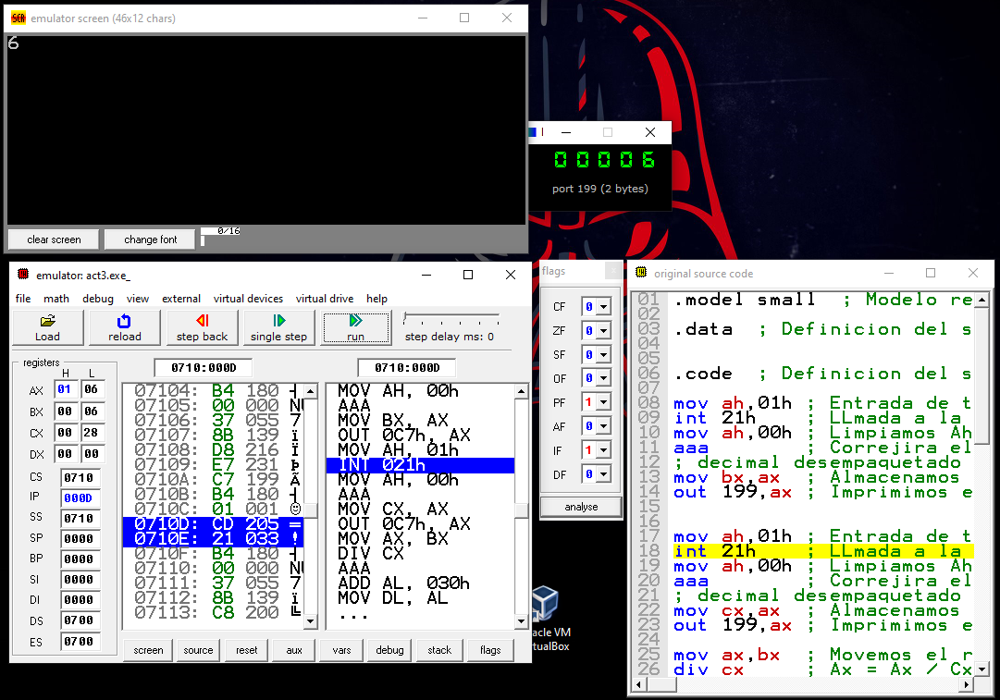 emulator screen (46x12 chars)
6
clear screen
change font
0/16
00006
port 199 (2 bytes)
emulator: act3.exe_
file math debug view external virtual devices virtual drive help
Load
reload
step back
single step
run
step delay ms: 0
registers
H L
AX 01 06
BX 00 06
CX 00 28
DX 00 00
CS 0710
IP 000D
SS 0710
SP 0000
BP 0000
SI 0000
DI 0000
DS 0700
ES 0700
0710:000D
0710:000D
07104: B4 180 ┤
07105: 00 000 NU
07106: 37 055 7
07107: 8B 139 ï
07108: D8 216 Ï
07109: E7 231 Þ
0710A: C7 199 Ã
0710B: B4 180 ┤
0710C: 01 001 ☺
0710D: CD 205 =
0710E: 21 033 !
0710F: B4 180 ┤
07110: 00 000 NU
07111: 37 055 7
07112: 8B 139 ï
07113: C8 200 ╚
MOV AH, 00h
AAA
MOV BX, AX
OUT 0C7h, AX
MOV AH, 01h
INT 021h
MOV AH, 00h
AAA
MOV CX, AX
OUT 0C7h, AX
MOV AX, BX
DIV CX
AAA
ADD AL, 030h
MOV DL, AL
...
screen
source
reset
aux
vars
debug
stack
flags
flags
CF 0
ZF 0
SF 0
OF 0
PF 1
AF 0
IF 1
DF 0
analyse
original source code
01 .model small ; Modelo re
02
03 .data ; Definicion del s
04
05
06 .code ; Definicion del s
07
08 mov ah,01h ; Entrada de t
09 int 21h ; LLmada a la
10 mov ah,00h ; Limpiamos Ah
11 aaa ; Correjira el
12 ; decimal desempaquetado
13 mov bx,ax ; Almacenamos
14 out 199,ax ; Imprimimos e
15
16
17 mov ah,01h ; Entrada de t
18 int 21h ; LLmada a la
19 mov ah,00h ; Limpiamos Ah
20 aaa ; Correjira el
21 ; decimal desempaquetado
22 mov cx,ax ; Almacenamos
23 out 199,ax ; Imprimimos e
24
25 mov ax,bx ; Movemos el r
26 div cx ; Ax = Ax / Cx
acle VM
rtualBox